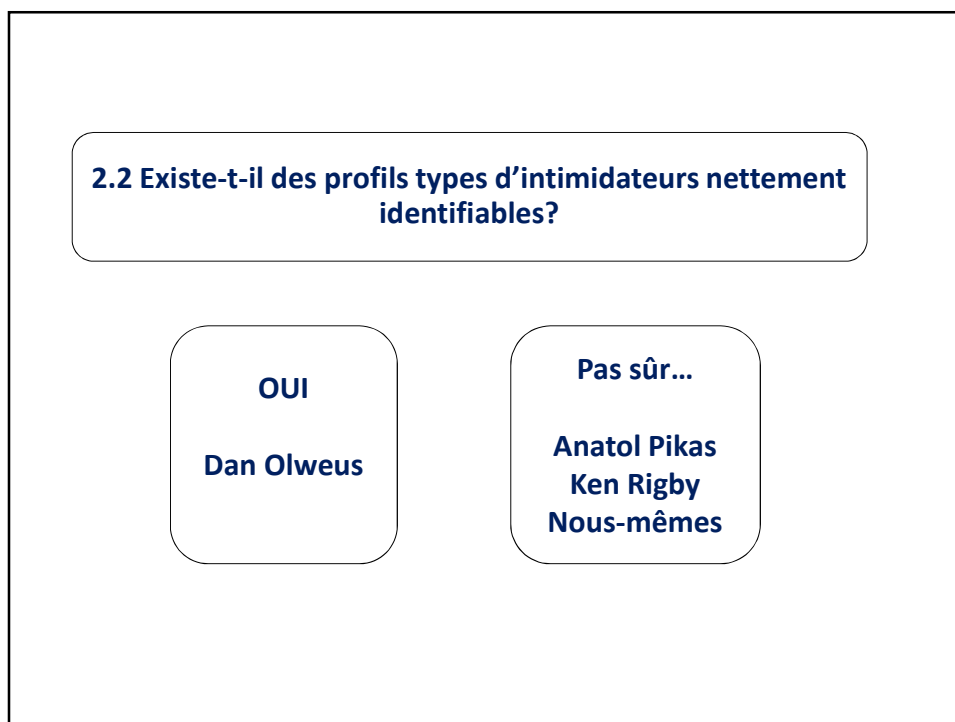 2.2 Existe-t-il des profils types d’intimidateurs nettement
identifiables?
OUI
Dan Olweus
Pas sûr…
Anatol Pikas
Ken Rigby
Nous-mêmes